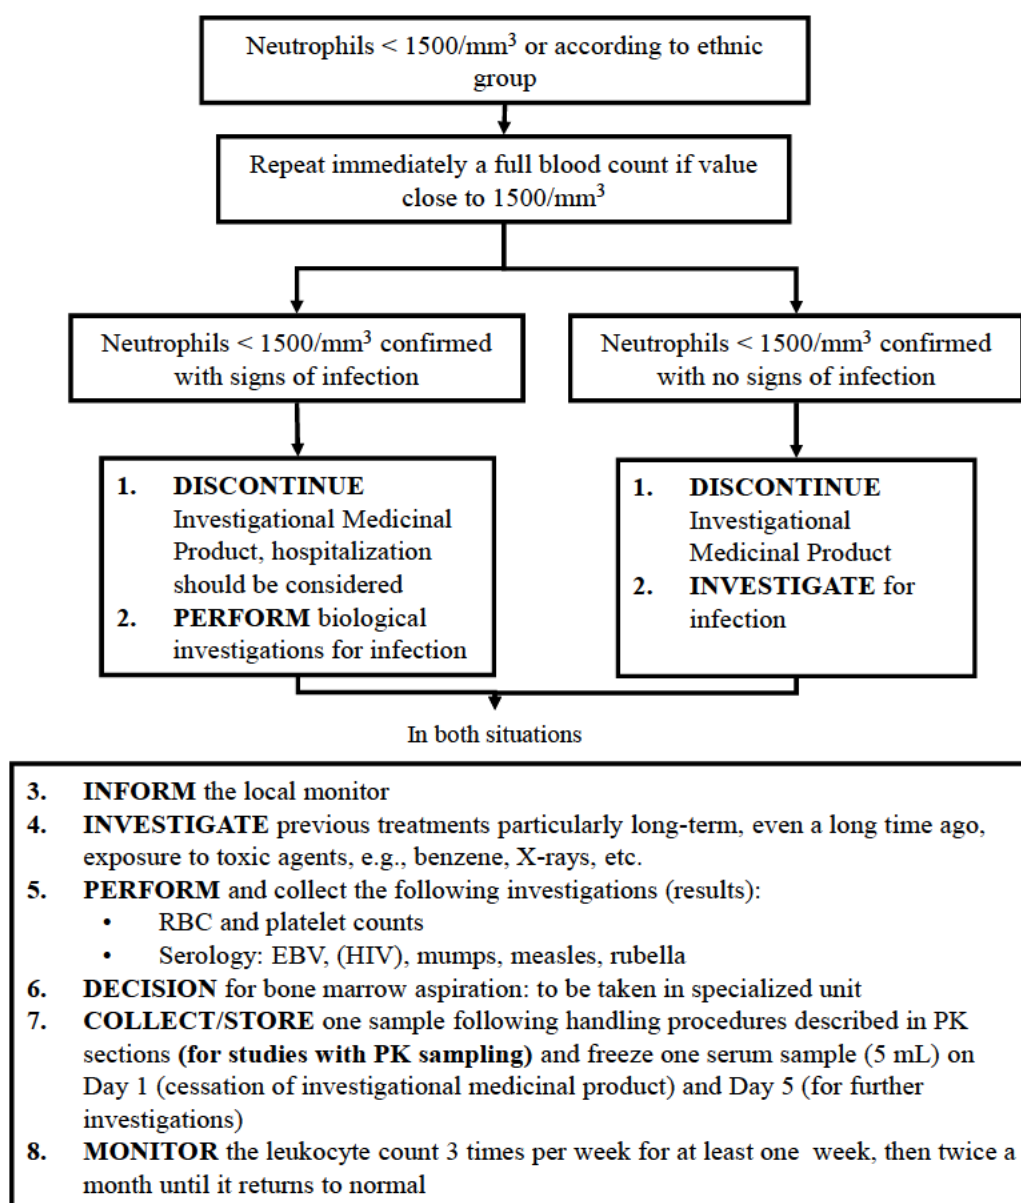 Neutrophils < 1500/mm³ or according to ethnic
group
Repeat immediately a full blood count if value
close to 1500/mm³
Neutrophils < 1500/mm³ confirmed
with signs of infection
Neutrophils < 1500/mm³ confirmed
with no signs of infection
1. DISCONTINUE
Investigational Medicinal
Product, hospitalization
should be considered
2. PERFORM biological
investigations for infection
1. DISCONTINUE
Investigational
Medicinal Product
2. INVESTIGATE for
infection
In both situations
3. INFORM the local monitor
4. INVESTIGATE previous treatments particularly long-term, even a long time ago,
exposure to toxic agents, e.g., benzene, X-rays, etc.
5. PERFORM and collect the following investigations (results):
• RBC and platelet counts
• Serology: EBV, (HIV), mumps, measles, rubella
6. DECISION for bone marrow aspiration: to be taken in specialized unit
7. COLLECT/STORE one sample following handling procedures described in PK
sections (for studies with PK sampling) and freeze one serum sample (5 mL) on
Day 1 (cessation of investigational medicinal product) and Day 5 (for further
investigations)
8. MONITOR the leukocyte count 3 times per week for at least one week, then twice a
month until it returns to normal